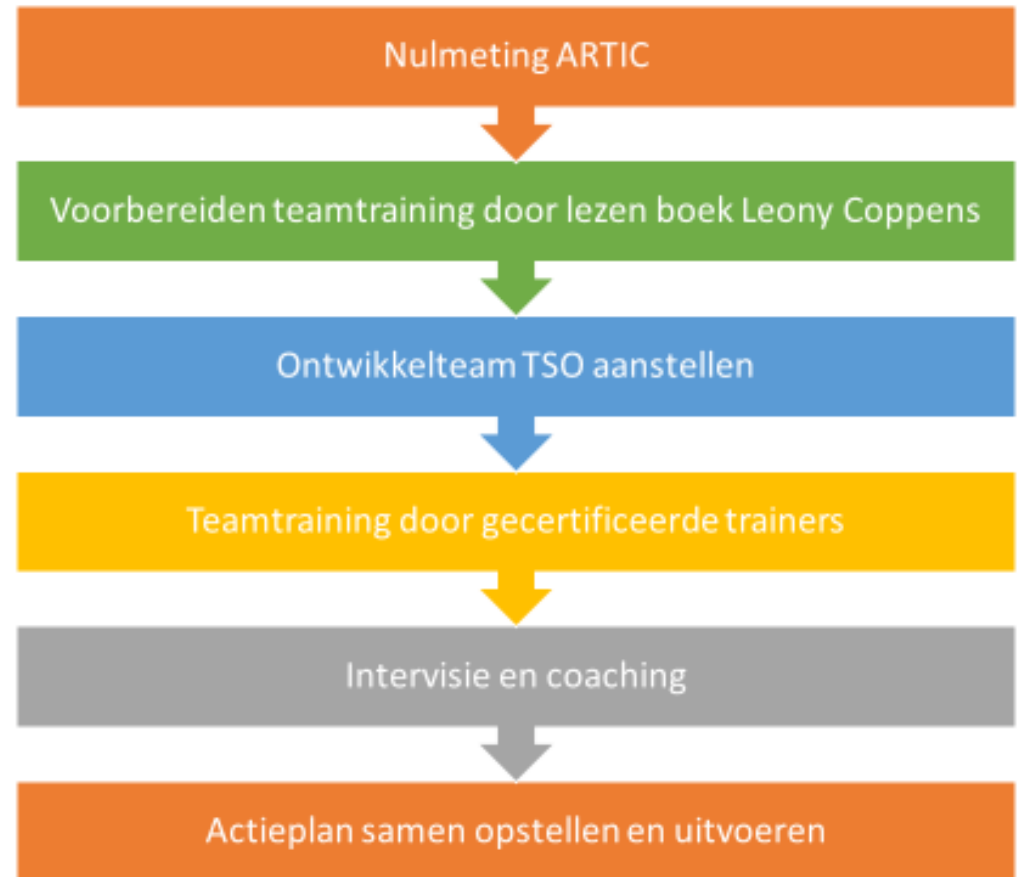 Nulmeting ARTIC
Voorbereiden teamtraining door lezen boek Leony Coppens
Ontwikkelteam TSO aanstellen
Teamtraining door gecertificeerde trainers
Intervisie en coaching
Actieplan samen opstellen en uitvoeren